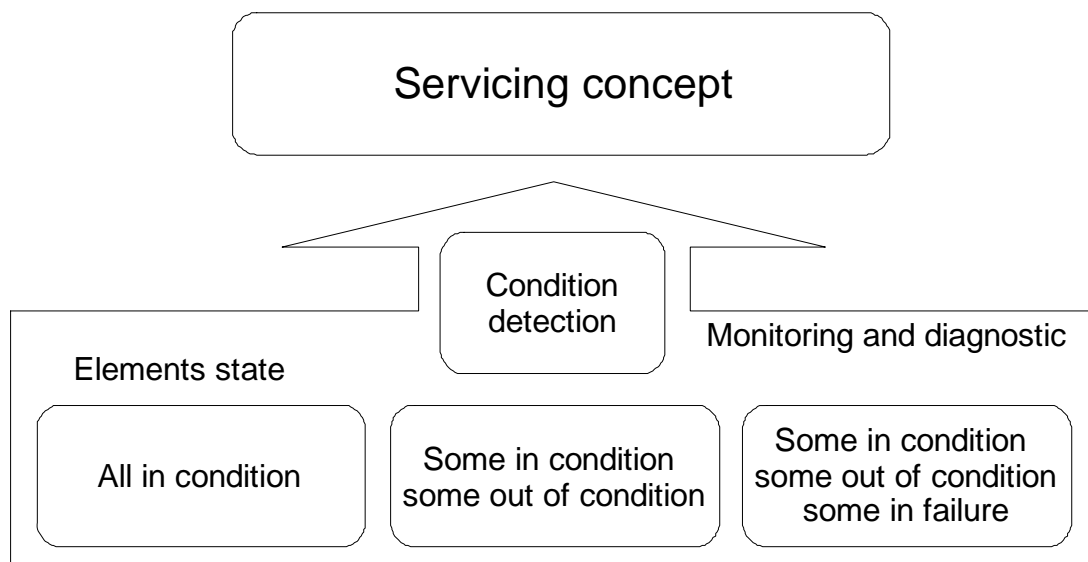 Servicing concept
Condition
detection
Monitoring and diagnostic
Elements state
All in condition
Some in condition
some out of condition
Some in condition
some out of condition
some in failure